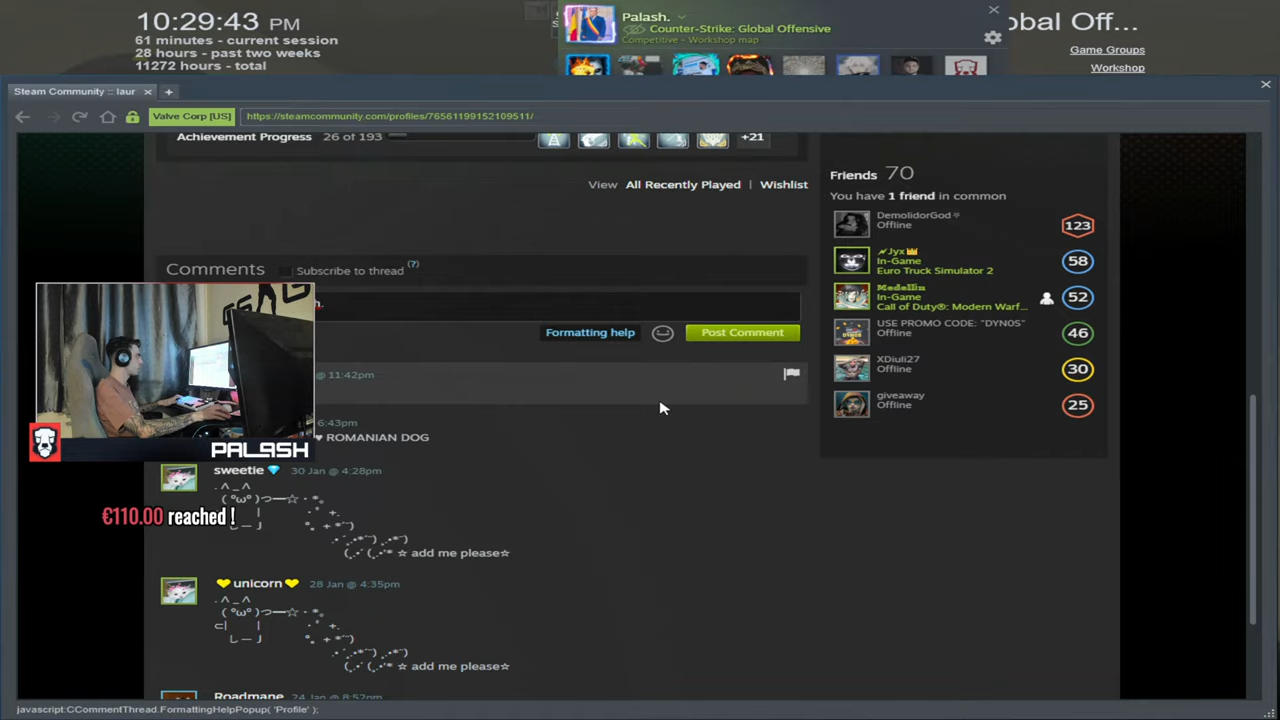 10:29:43 PM
61 minutes - current session
28 hours - past two weeks
11272 hours - total
Palash.
Counter-Strike: Global Offensive
Competitive - Workshop map
obal Off...
Game Groups
Workshop
Steam Community :: laur
Valve Corp [US]
https://steamcommunity.com/profiles/76561199152109511/
Achievement Progress 26 of 193
+21
View All Recently Played | Wishlist
Comments Subscribe to thread (?)
h.
Formatting help
Post Comment
@ 11:42pm
6:43pm
♥ ROMANIAN DOG
sweetie 💎 30 Jan @ 4:28pm
☆ add me please☆
💛 unicorn 💛 28 Jan @ 4:35pm
☆ add me please☆
Roadmane 24 Jan @ 8:52pm
Friends 70
You have 1 friend in common
DemolidorGod
Offline
123
Jyx 👑
In-Game
Euro Truck Simulator 2
58
Medellin
In-Game
Call of Duty®: Modern Warf...
52
USE PROMO CODE: "DYNOS"
Offline
46
XDiuli27
Offline
30
giveaway
Offline
25
PALASH
€110.00 reached !
javascript:CCommentThread.FormattingHelpPopup( 'Profile' );